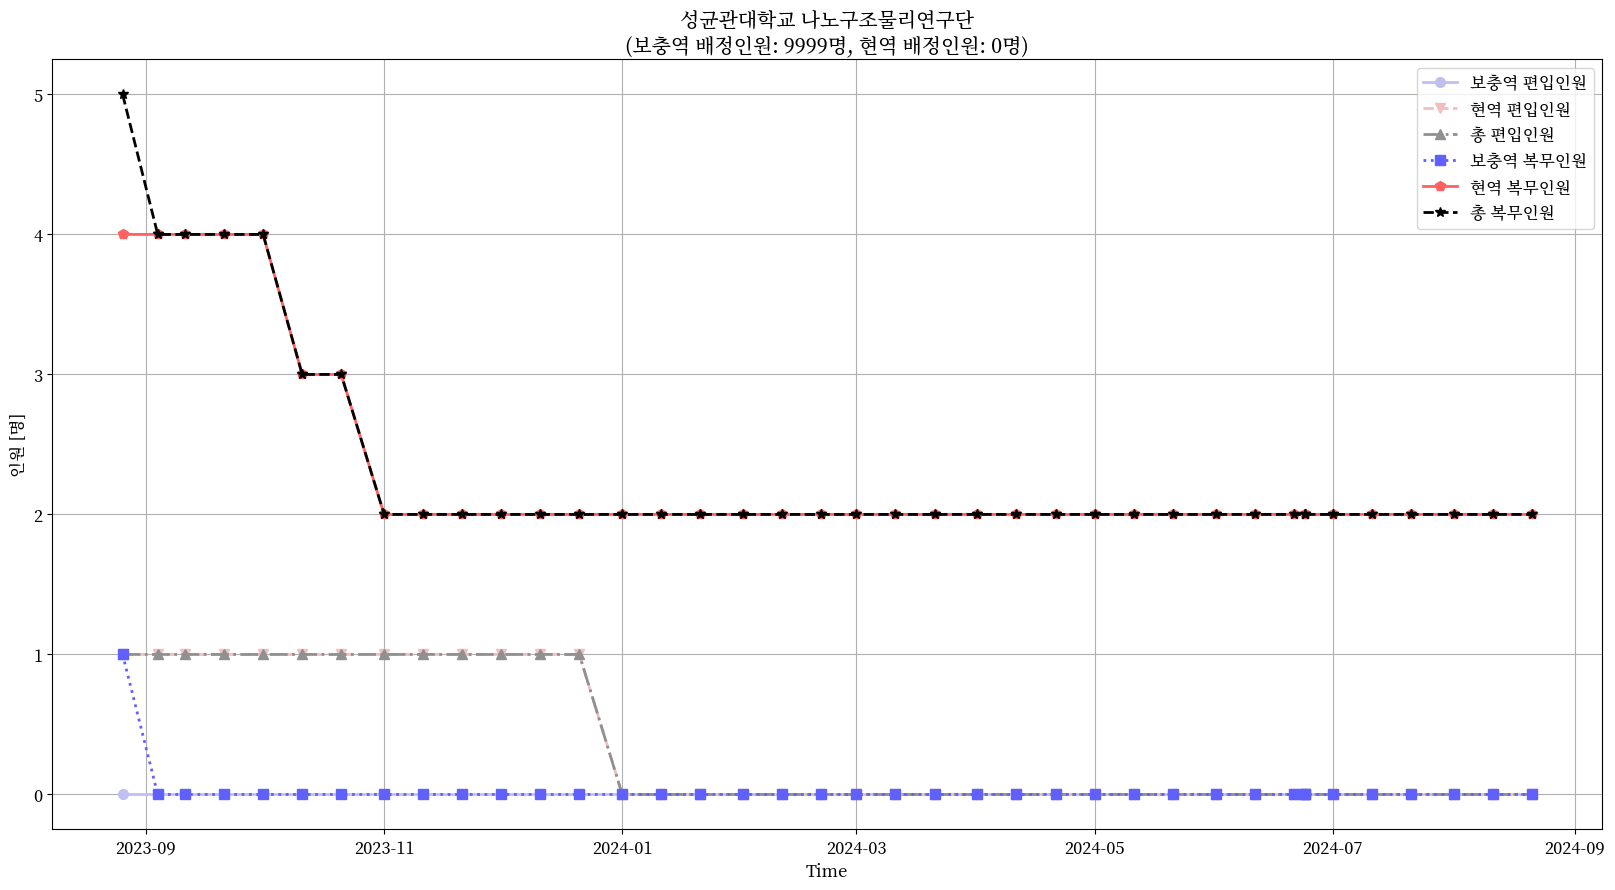 성균관대학교 나노구조물리연구단
(보충역 배정인원: 9999명, 현역 배정인원: 0명)
보충역 편입인원
현역 편입인원
총 편입인원
보충역 복무인원
현역 복무인원
총 복무인원
인원 [명]
5
4
3
2
1
0
2023-09 2023-11 2024-01 2024-03 2024-05 2024-07 2024-09
Time